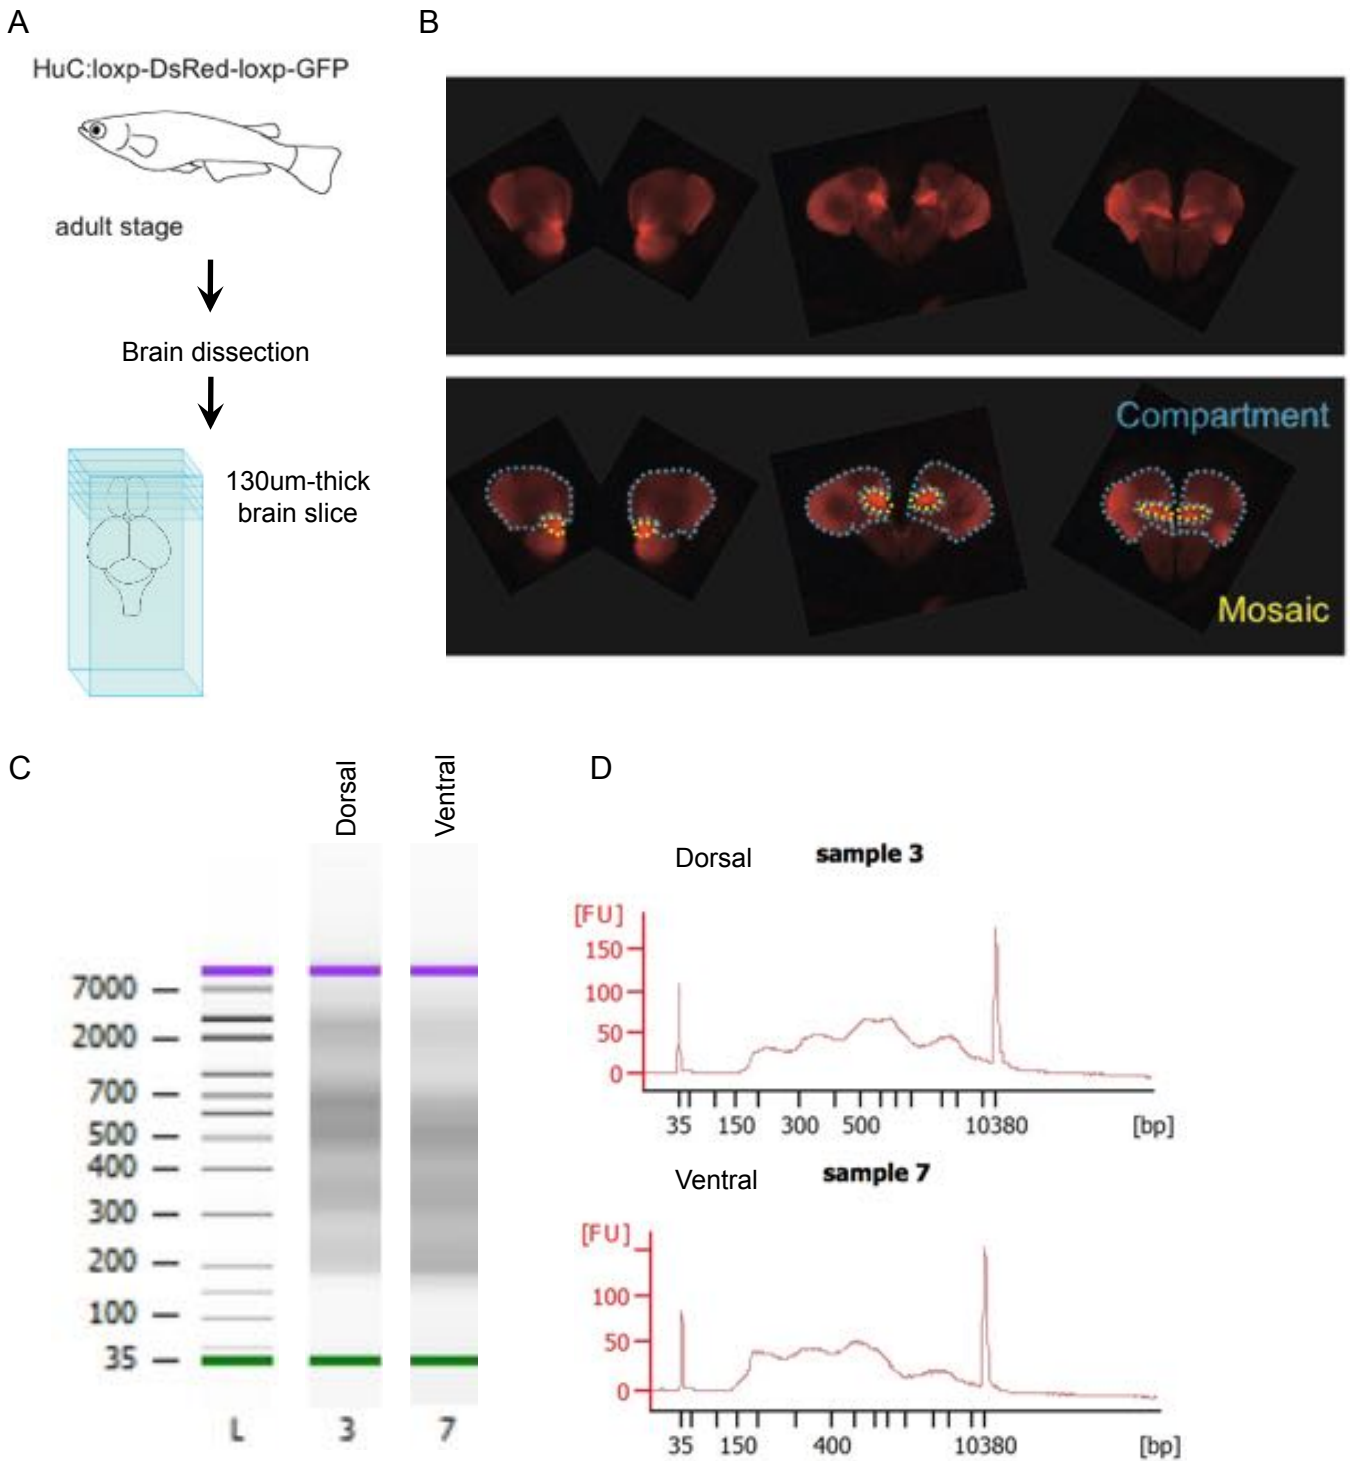 A
HuC:loxp-DsRed-loxp-GFP
adult stage
Brain dissection
130um-thick
brain slice
B
Compartment
Mosaic
C
Dorsal
Ventral
7000
2000
700
500
400
300
200
100
35
L
3
7
D
Dorsal
sample 3
[FU]
150
100
50
0
35 150 300 500 10380 [bp]
Ventral
sample 7
[FU]
100
50
0
35 150 400 10380 [bp]